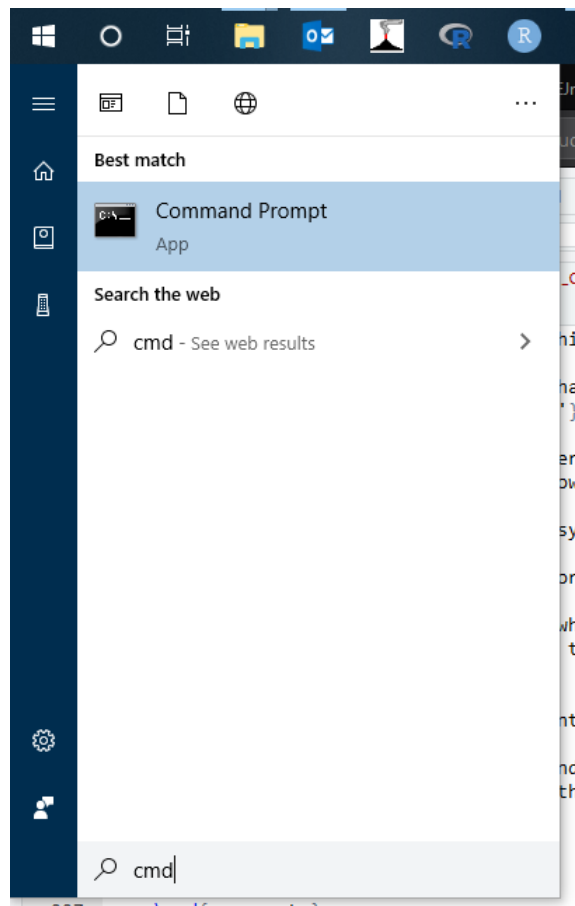 R
R
Best match
C:\_
Command Prompt
App
Search the web
cmd - See web results
cmd